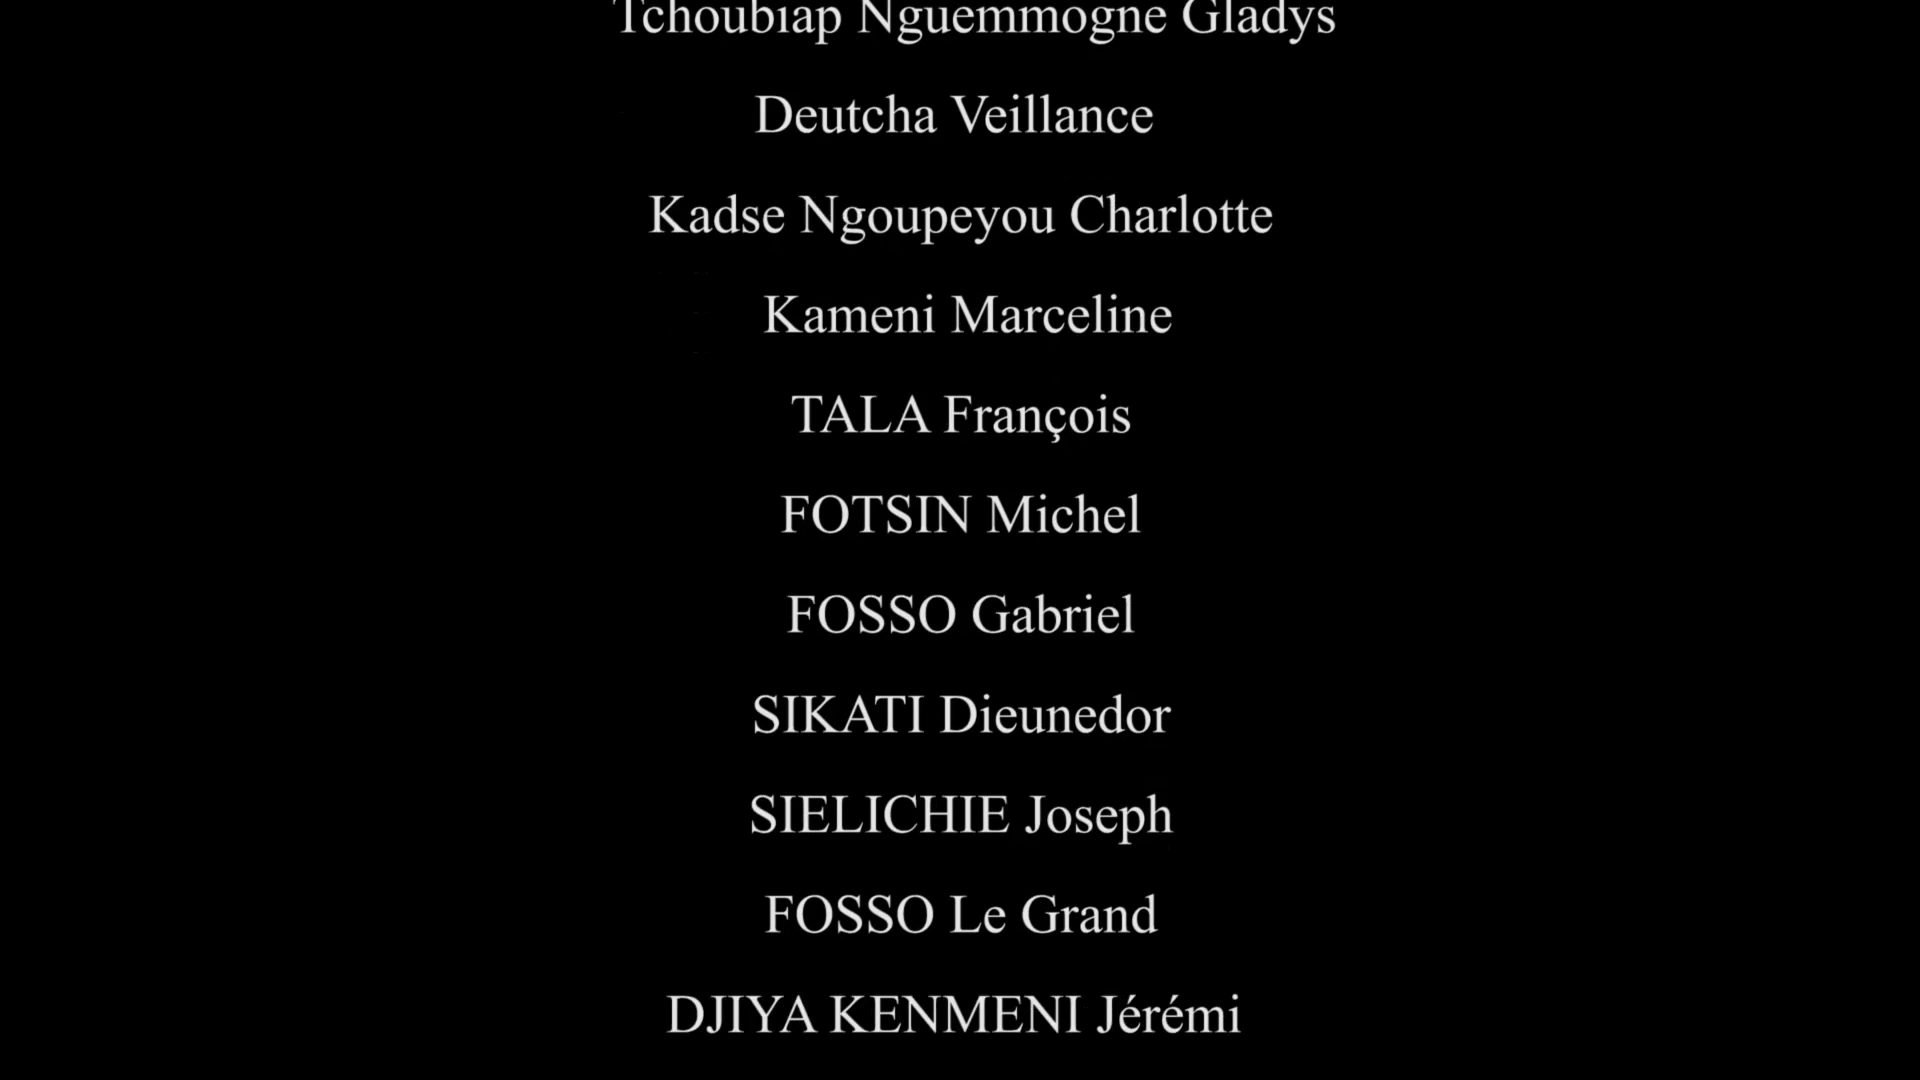 Tchoubiap Nguemmogne Gladys
Deutcha Veillance
Kadse Ngoupeyou Charlotte
Kameni Marceline
TALA François
FOTSIN Michel
FOSSO Gabriel
SIKATI Dieunedor
SIELICHIE Joseph
FOSSO Le Grand
DJIYA KENMENI Jérémi